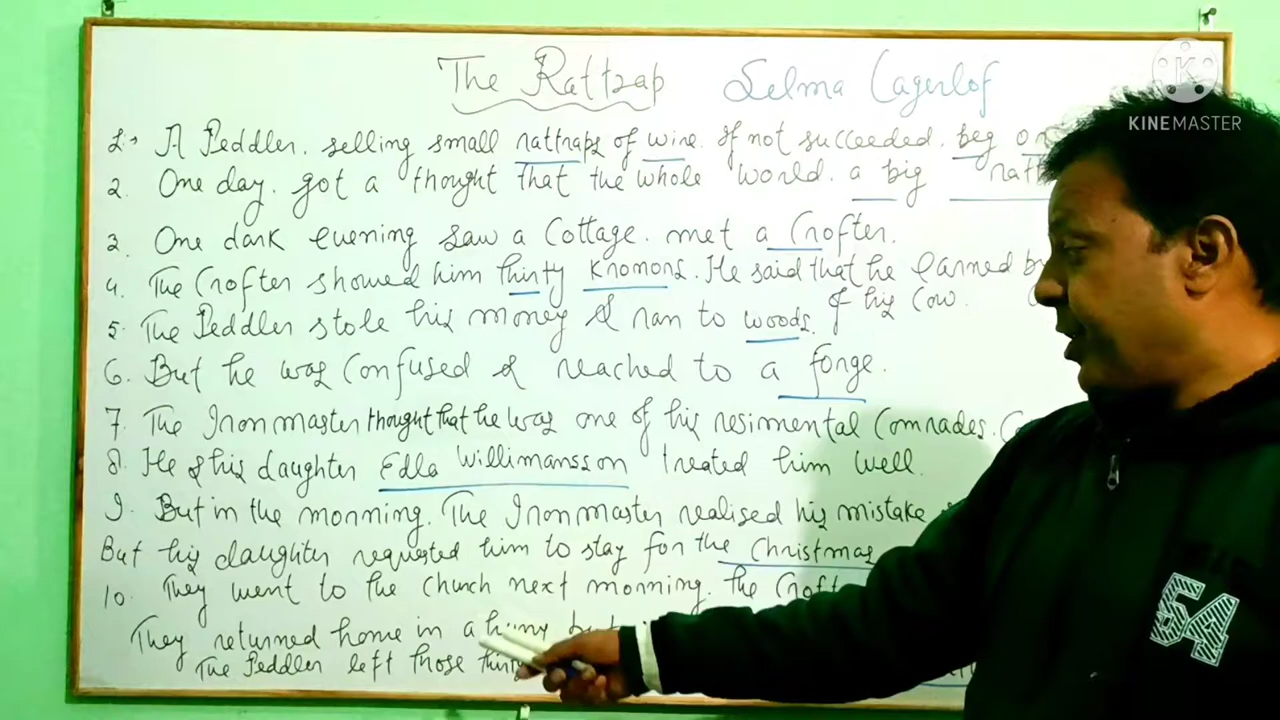 The Rattrap Selma Lagerlof
1. A Peddler. selling small rattraps of wire. If not succeeded. beg or
2. One day. got a thought that the whole world. a big
3. One dark evening saw a Cottage. met a Crofter.
4. The Crofter showed him thirty Kronors. He said that he earned
of his Cow.
5. The Peddler stole his money & ran to woods.
6. But he was Confused & reached to a forge.
7. The Ironmaster thought that he was one of his resimental Comrades.
8. He & his daughter Edla Willimansson treated him well.
9. But in the morning. The Ironmaster realised his mistake
But his daughter requested him to stay for the Christmas
10. They went to the church next morning. the
They returned home in a hurry
The Peddler left those
KINEMASTER
K
54